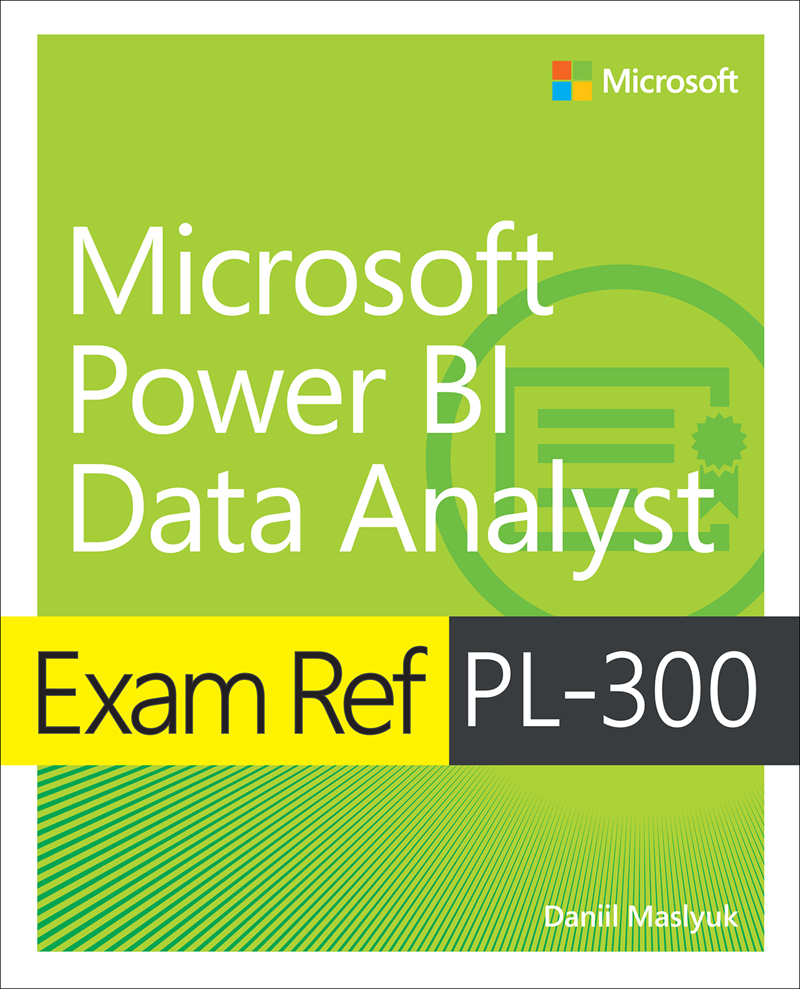 Microsoft
Microsoft
Power BI
Data Analyst
Exam Ref PL-300
Daniil Maslyuk